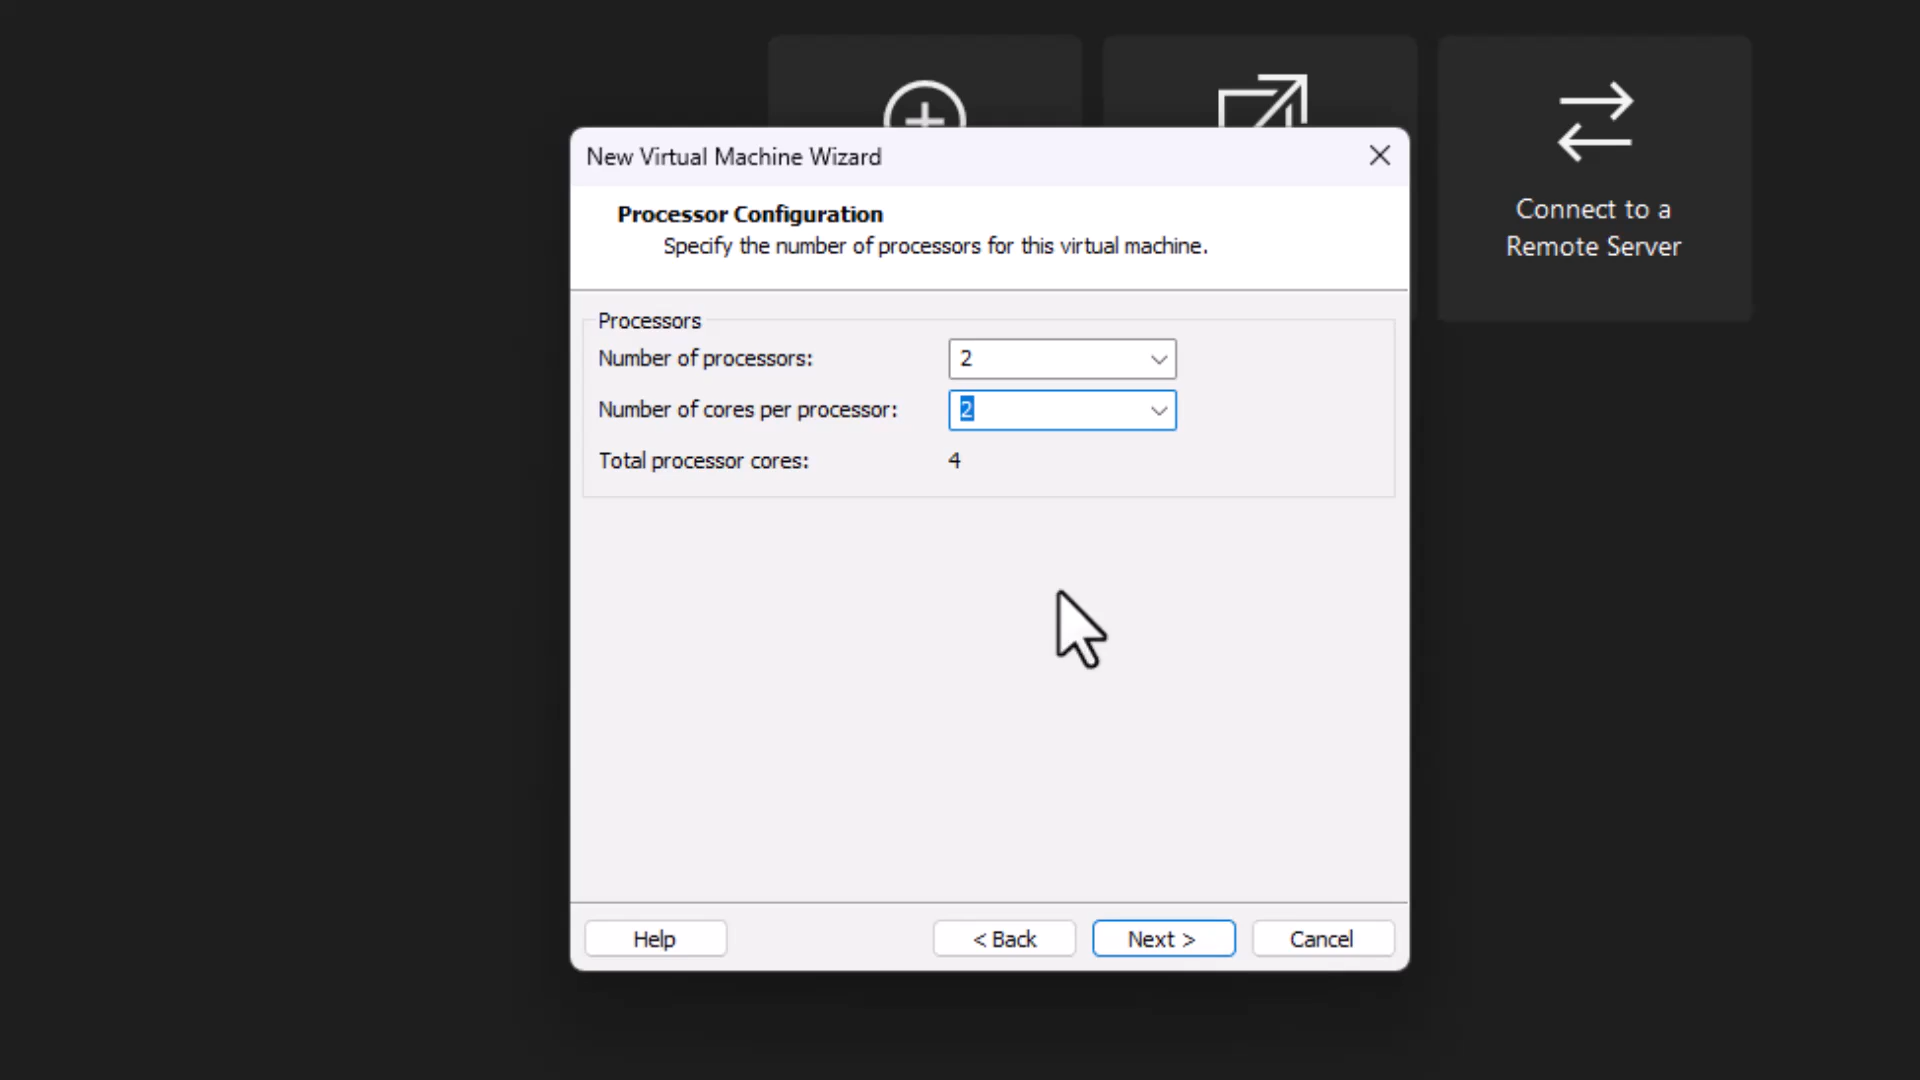 Connect to a
Remote Server
New Virtual Machine Wizard
Processor Configuration
Specify the number of processors for this virtual machine.
Processors
Number of processors: 2
Number of cores per processor: 2
Total processor cores: 4
Help < Back Next > Cancel